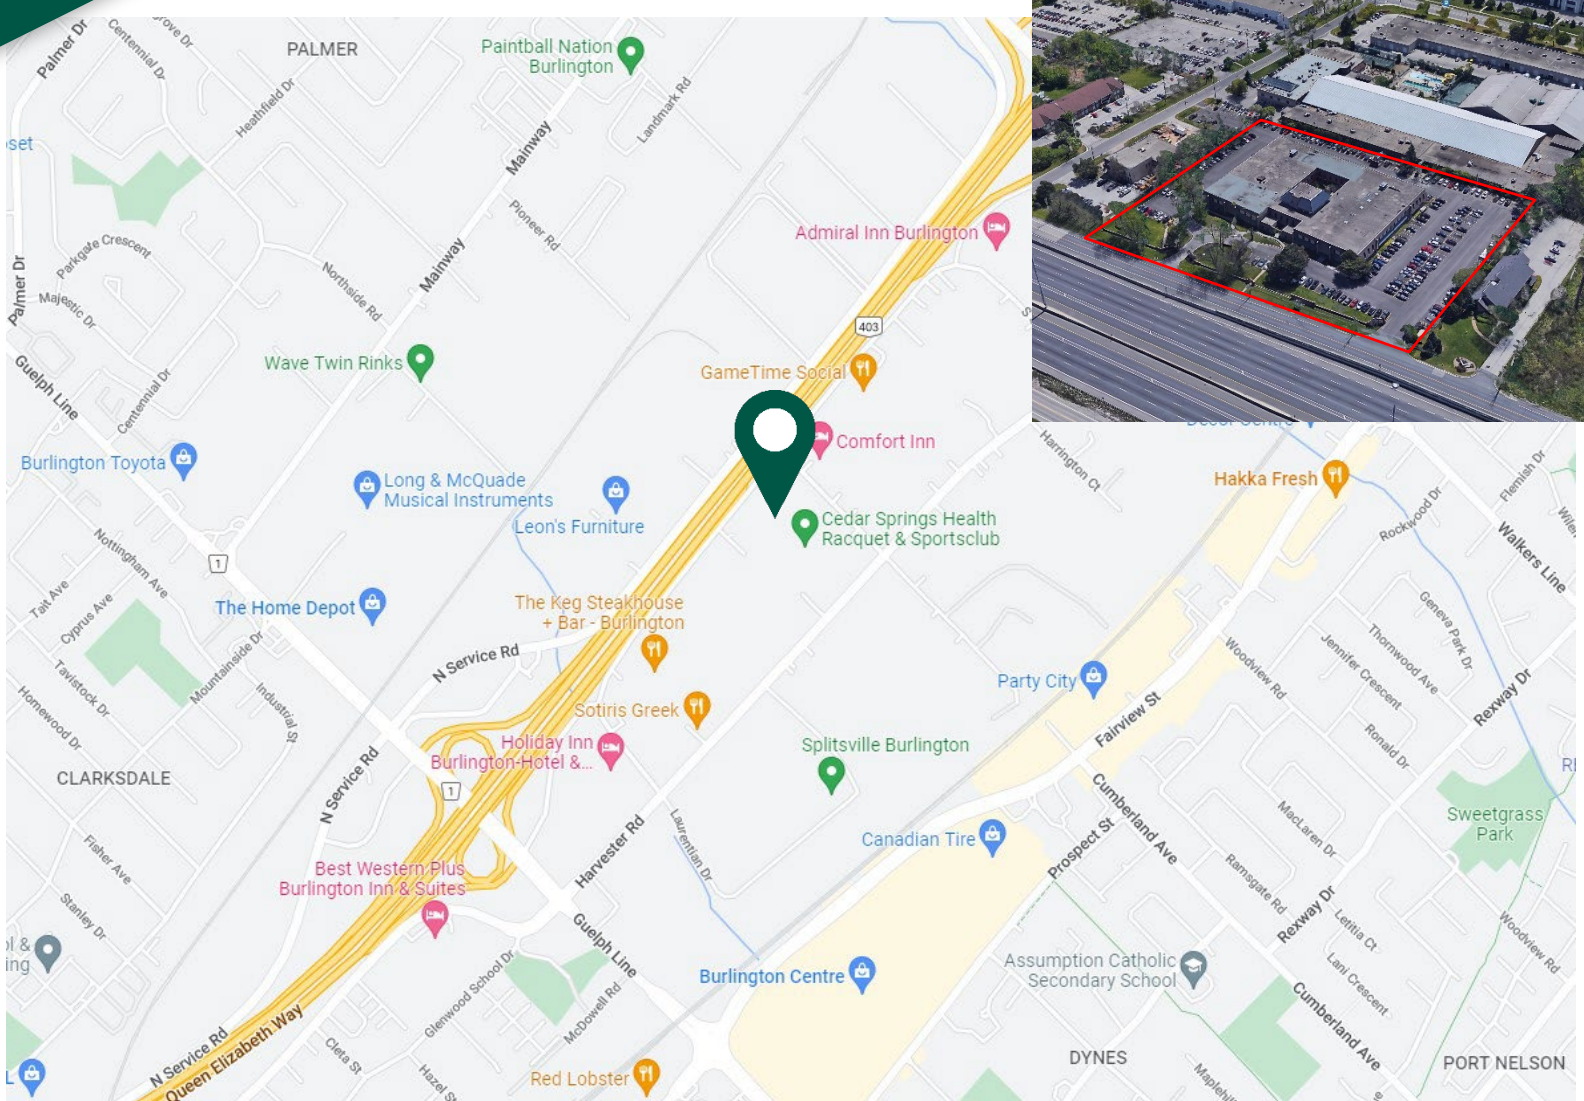 Palmer Dr
Centennial Dr
PALMER
Paintball Nation
Burlington
Heathfield Dr
Landmark Rd
Mainway
Pioneer Rd
Admiral Inn Burlington
Parkgate Crescent
Palmer Dr
Majestic Dr
Northside Rd
Mainway
403
Wave Twin Rinks
GameTime Social
Guelph Line
Centennial Dr
Comfort Inn
Harrington Ct
Burlington Toyota
Long & McQuade
Musical Instruments
Leon's Furniture
Hakka Fresh
Flemish Dr
Rockwood Dr
Walkers Line
Cedar Springs Health
Racquet & Sportsclub
Nottingham Ave
1
Tait Ave
Cyprus Ave
The Home Depot
The Keg Steakhouse
+ Bar - Burlington
Geneva Park Dr
Thornwood Ave
Jennifer Crescent
Woodview Rd
Mountainside Dr
N Service Rd
Tavistock Dr
Homewood Dr
Industrial St
Party City
Rexway Dr
Sotiris Greek
Fairview St
Ronald Dr
Holiday Inn
Burlington-Hotel &...
Splitsville Burlington
CLARKSDALE
N Service Rd
1
Cumberland Ave
MacLaren Dr
Sweetgrass
Park
Laurentian Dr
Harvester Rd
Canadian Tire
Prospect St
Fisher Ave
Best Western Plus
Burlington Inn & Suites
Ramsgate Rd
Rexway Dr
Stanley Dr
Guelph Line
Letitia Ct
Woodview Rd
Lani Crescent
Assumption Catholic
Secondary School
Burlington Centre
Glenwood School Dr
McDowell Rd
Cumberland Ave
N Service Rd
Queen Elizabeth Way
Cleta St
Hazel St
Red Lobster
DYNES
PORT NELSON